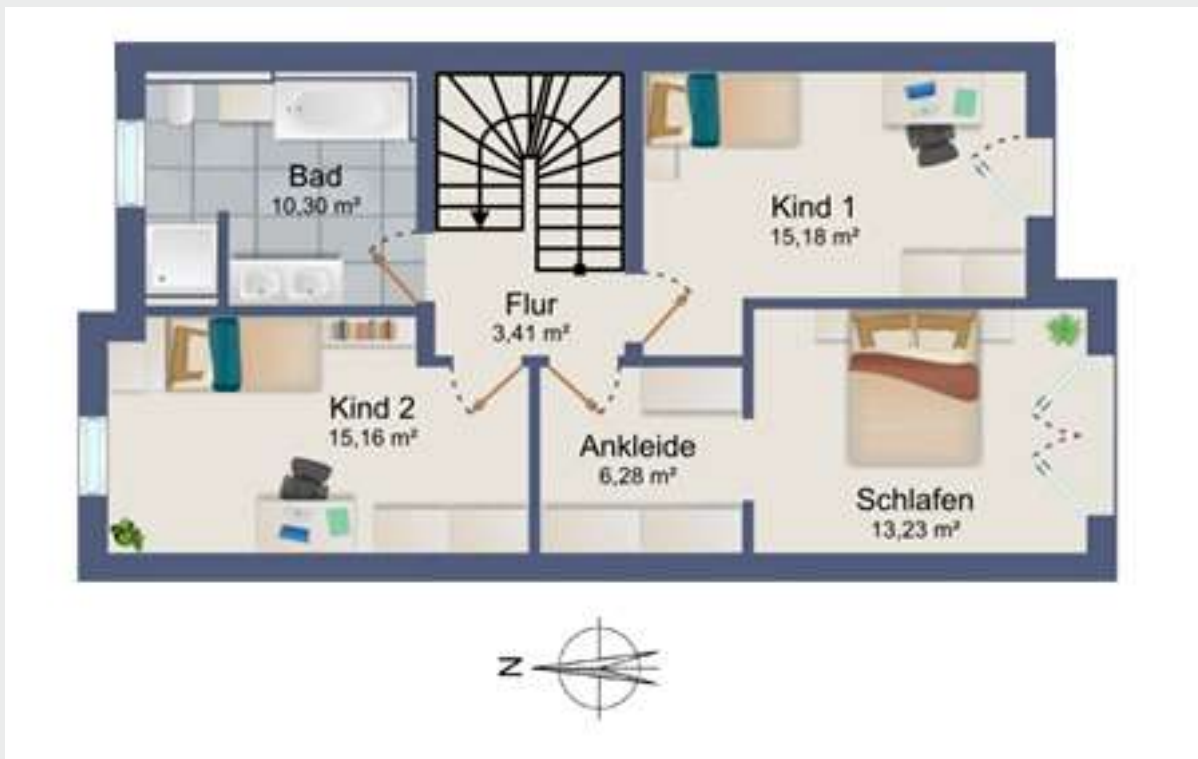 Bad
10,30 m²
Kind 1
15,18 m²
Flur
3,41 m²
Kind 2
15,16 m²
Ankleide
6,28 m²
Schlafen
13,23 m²
N